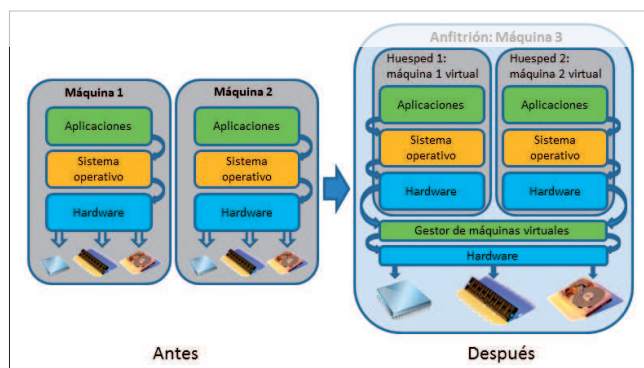 Máquina 1
Aplicaciones
Sistema
operativo
Hardware
Máquina 2
Aplicaciones
Sistema
operativo
Hardware
Antes
Anfitrión: Máquina 3
Huesped 1:
máquina 1 virtual
Aplicaciones
Sistema
operativo
Hardware
Huesped 2:
máquina 2 virtual
Aplicaciones
Sistema
operativo
Hardware
Gestor de máquinas virtuales
Hardware
Después